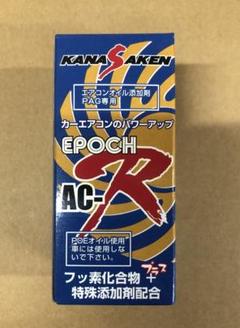 KANASAKEN
エアコンオイル添加剤
PAG専用
カーエアコンのパワーアップ
EPOCH
AC-R
POEオイル使用
車には使用しな
いで下さい。
フッ素化合物+プラス
特殊添加剤配合